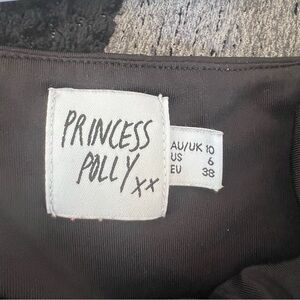 PRINCESS
POLLY xx
AU/UK 10
US 6
EU 38